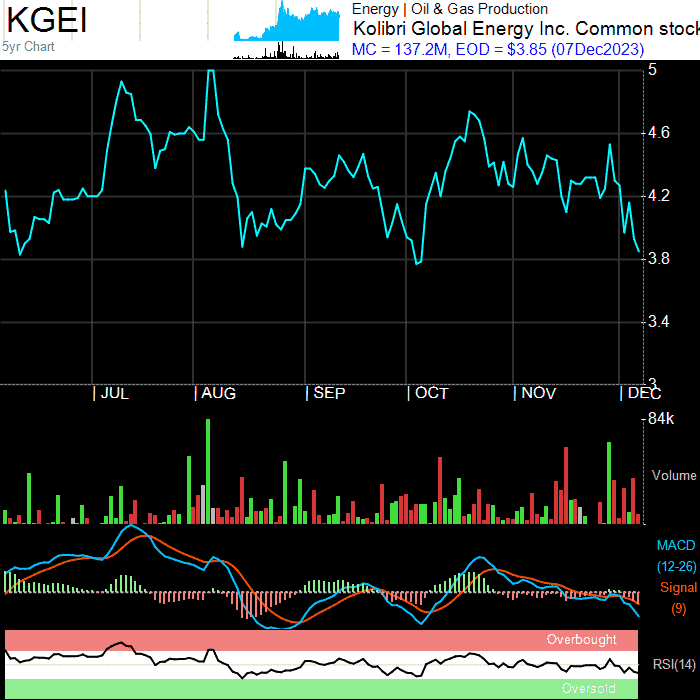 KGEI
5yr Chart
Energy | Oil & Gas Production
Kolibri Global Energy Inc. Common stock
MC = 137.2M, EOD = $3.85 (07Dec2023)
5
4.6
4.2
3.8
3.4
3
JUL
AUG
SEP
OCT
NOV
DEC
84k
Volume
MACD
(12-26)
Signal
(9)
Overbought
RSI(14)
Oversold